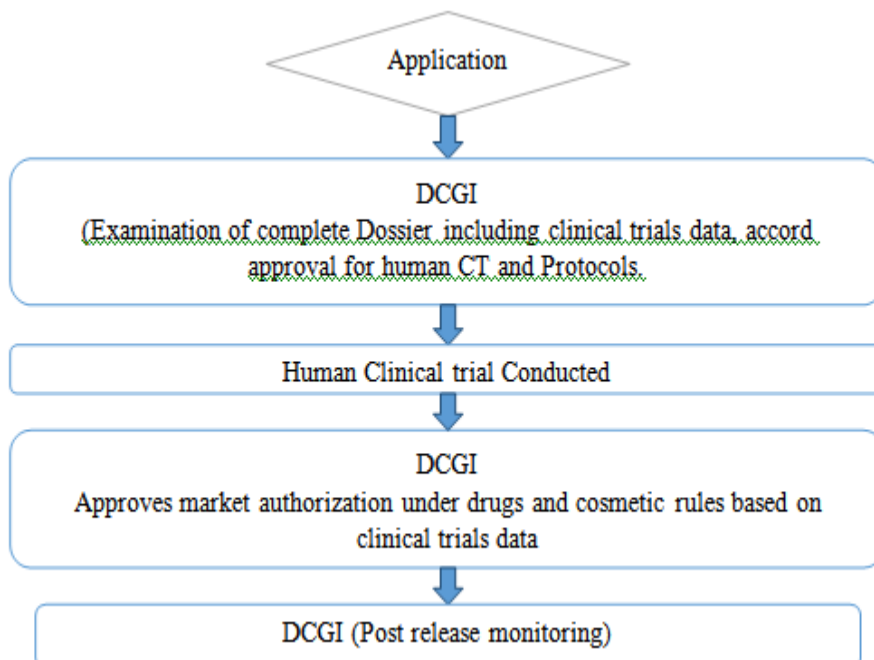 Application
DCGI
(Examination of complete Dossier including clinical trials data, accord
approval for human CT and Protocols.
Human Clinical trial Conducted
DCGI
Approves market authorization under drugs and cosmetic rules based on
clinical trials data
DCGI (Post release monitoring)